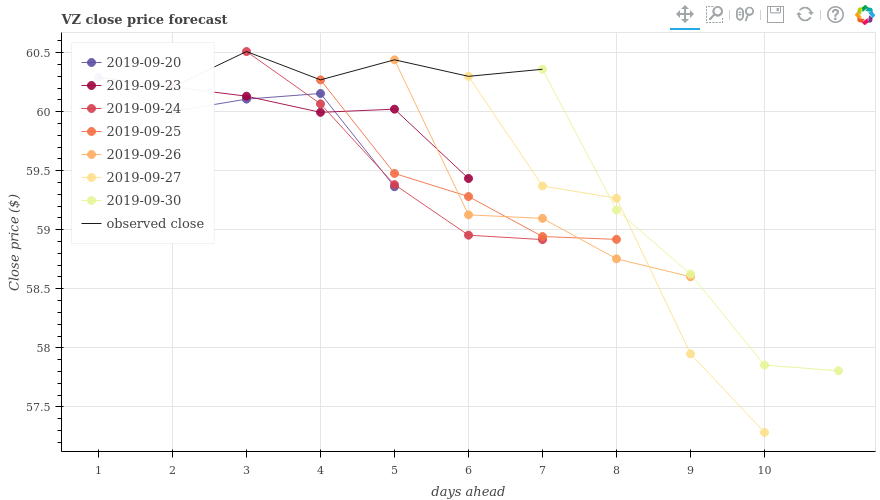 VZ close price forecast
60.5
60
59.5
59
58.5
58
57.5
Close price ($)
2019-09-20
2019-09-23
2019-09-24
2019-09-25
2019-09-26
2019-09-27
2019-09-30
observed close
1 2 3 4 5 6 7 8 9 10
days ahead